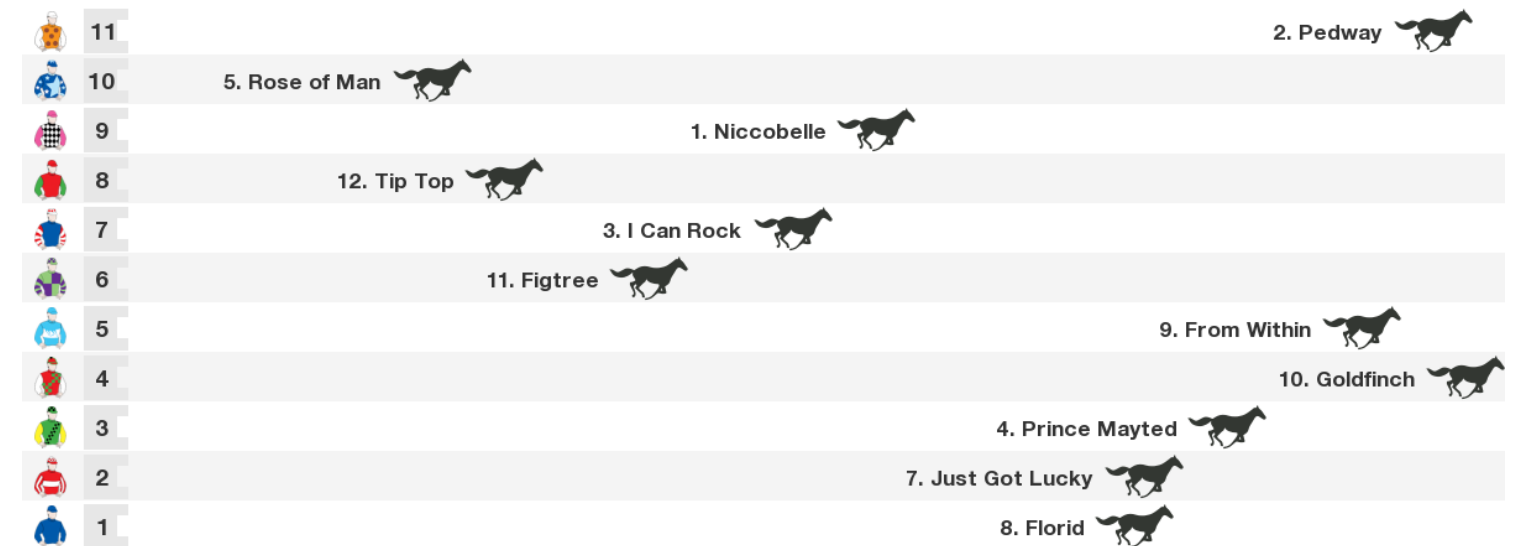 11 2. Pedway
10 5. Rose of Man
9 1. Niccobelle
8 12. Tip Top
7 3. I Can Rock
6 11. Figtree
5 9. From Within
4 10. Goldfinch
3 4. Prince Mayted
2 7. Just Got Lucky
1 8. Florid